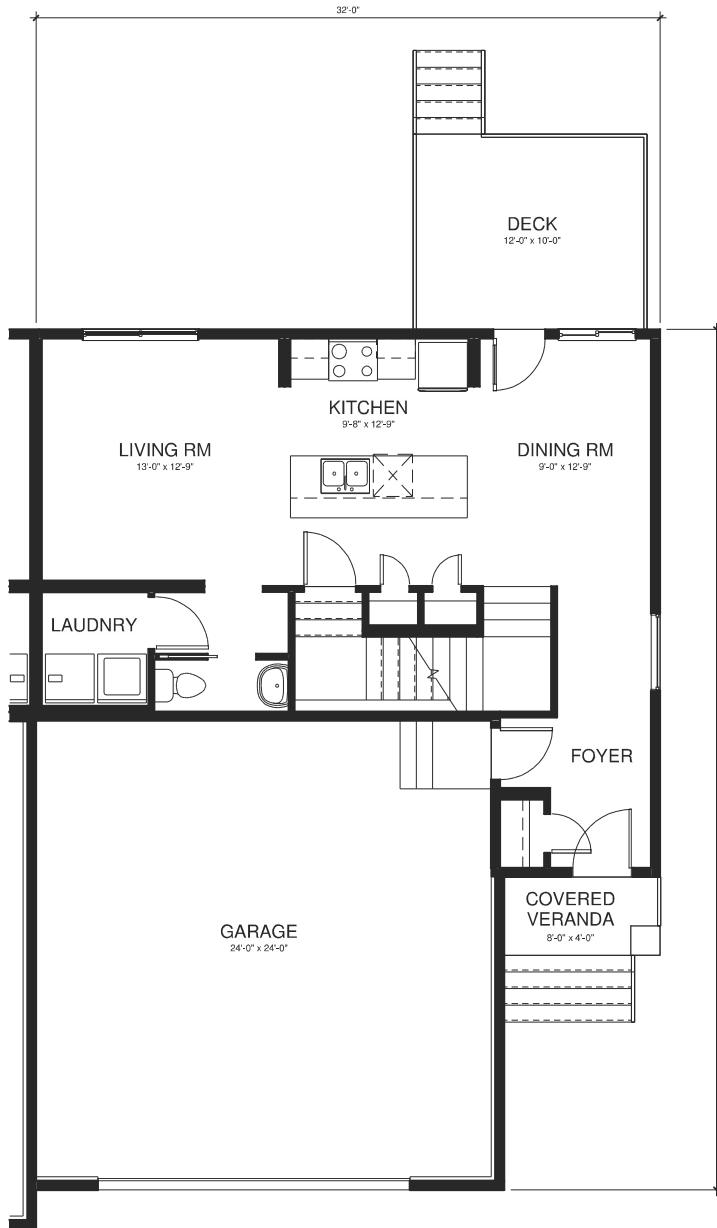 32'-0"
DECK
12'-0" x 10'-0"
KITCHEN
9'-8" x 12'-9"
LIVING RM
13'-0" x 12'-9"
DINING RM
9'-0" x 12'-9"
LAUDNRY
FOYER
GARAGE
24'-0" x 24'-0"
COVERED
VERANDA
8'-0" x 4'-0"